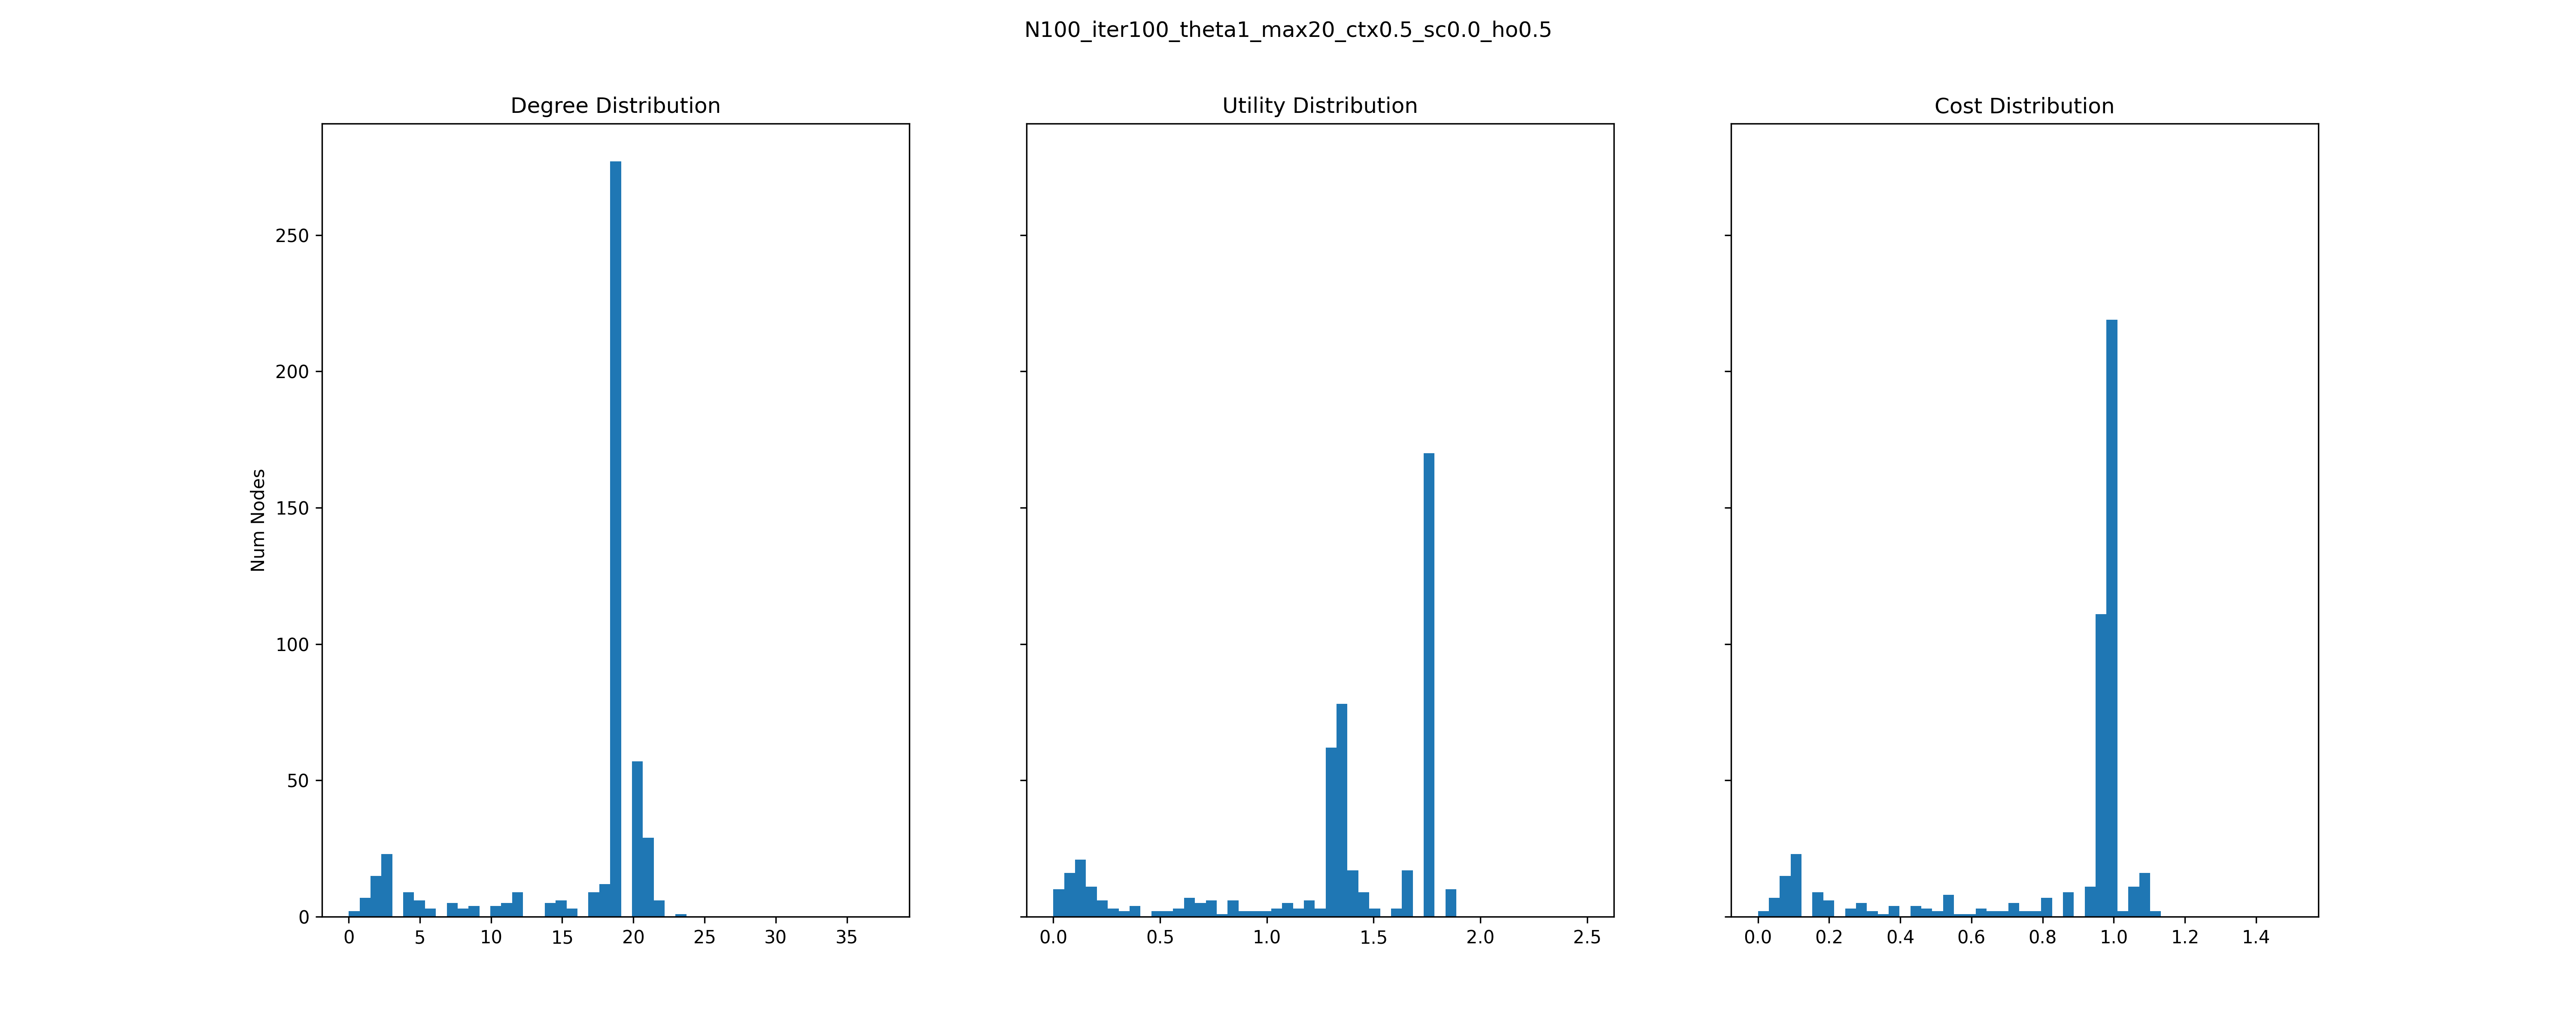 N100_iter100_theta1_max20_ctx0.5_sc0.0_ho0.5
Degree Distribution
Utility Distribution
Cost Distribution
Num Nodes
250
200
150
100
50
0
0 5 10 15 20 25 30 35
0.0 0.5 1.0 1.5 2.0 2.5
0.0 0.2 0.4 0.6 0.8 1.0 1.2 1.4